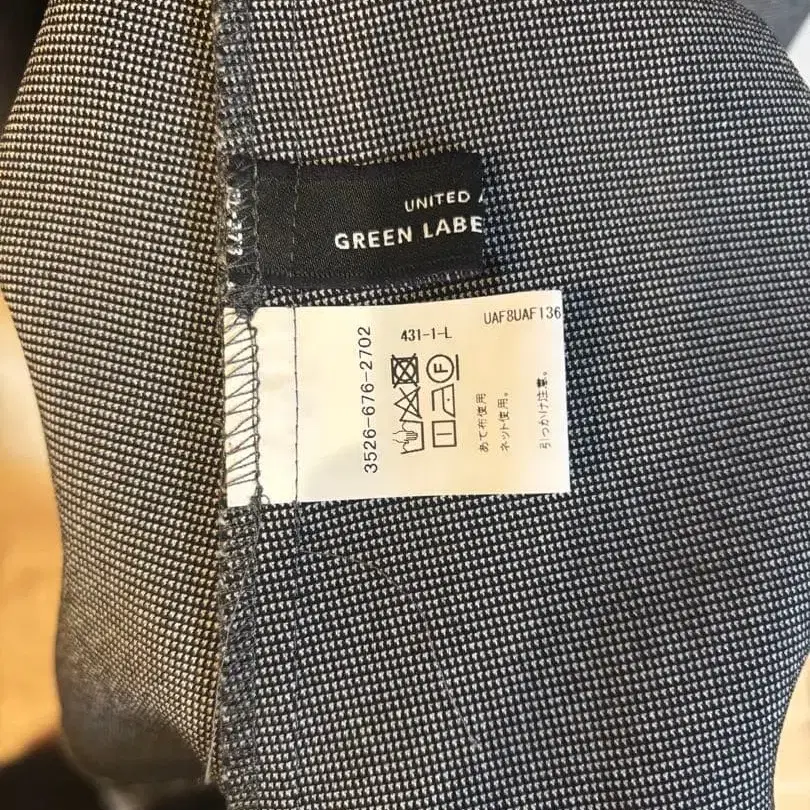 UNITED A
GREEN LABE
UAF8UAF136
431-1-L
3526-676-2702
F
あて布使用
ネット使用。
引っかけ注意。